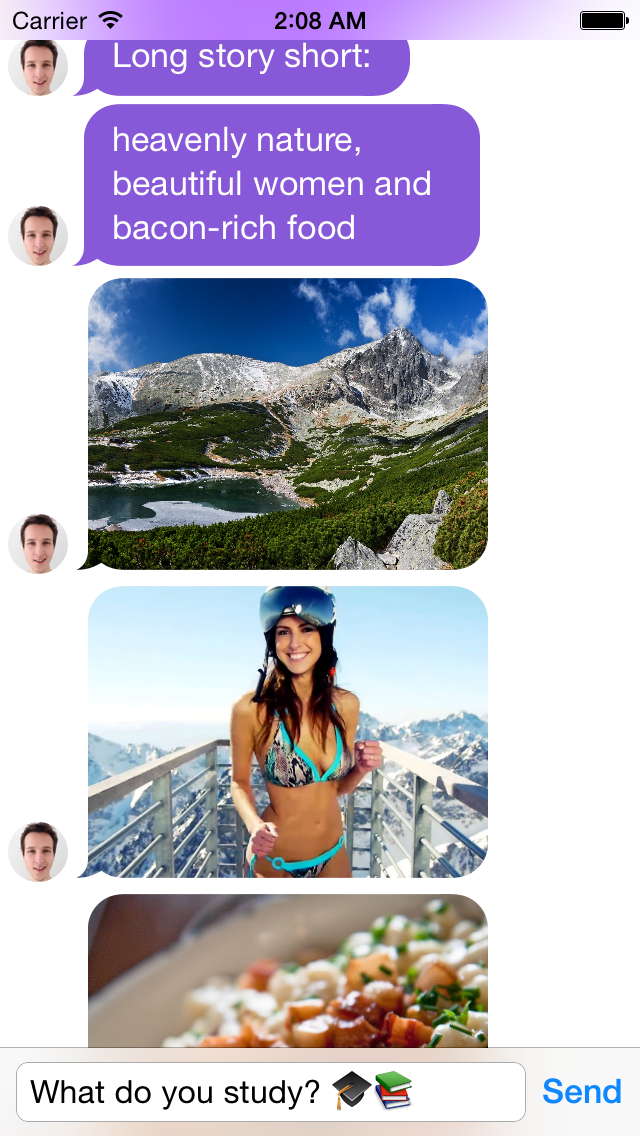 Carrier 2:08 AM
Long story short:
heavenly nature,
beautiful women and
bacon-rich food
What do you study? 🎓📚 Send